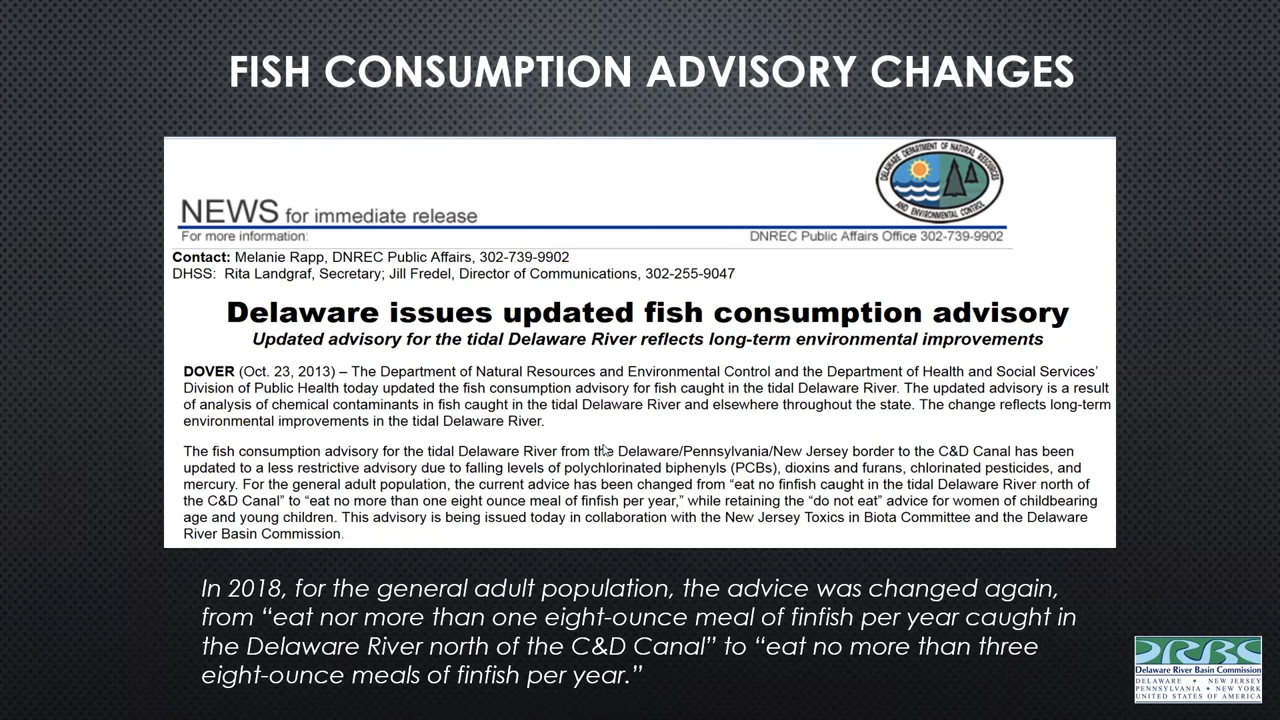 FISH CONSUMPTION ADVISORY CHANGES
DELAWARE DEPARTMENT OF NATURAL RESOURCES
AND ENVIRONMENTAL CONTROL
NEWS for immediate release
For more information:
DNREC Public Affairs Office 302-739-9902
Contact: Melanie Rapp, DNREC Public Affairs, 302-739-9902
DHSS: Rita Landgraf, Secretary; Jill Fredel, Director of Communications, 302-255-9047
Delaware issues updated fish consumption advisory
Updated advisory for the tidal Delaware River reflects long-term environmental improvements
DOVER (Oct. 23, 2013) – The Department of Natural Resources and Environmental Control and the Department of Health and Social Services’
Division of Public Health today updated the fish consumption advisory for fish caught in the tidal Delaware River. The updated advisory is a result
of analysis of chemical contaminants in fish caught in the tidal Delaware River and elsewhere throughout the state. The change reflects long-term
environmental improvements in the tidal Delaware River.
The fish consumption advisory for the tidal Delaware River from the Delaware/Pennsylvania/New Jersey border to the C&D Canal has been
updated to a less restrictive advisory due to falling levels of polychlorinated biphenyls (PCBs), dioxins and furans, chlorinated pesticides, and
mercury. For the general adult population, the current advice has been changed from “eat no finfish caught in the tidal Delaware River north of
the C&D Canal” to “eat no more than one eight ounce meal of finfish per year,” while retaining the “do not eat” advice for women of childbearing
age and young children. This advisory is being issued today in collaboration with the New Jersey Toxics in Biota Committee and the Delaware
River Basin Commission.
In 2018, for the general adult population, the advice was changed again,
from “eat nor more than one eight-ounce meal of finfish per year caught in
the Delaware River north of the C&D Canal” to “eat no more than three
eight-ounce meals of finfish per year.”
DRBC
Delaware River Basin Commission
DELAWARE • NEW JERSEY
PENNSYLVANIA • NEW YORK
UNITED STATES OF AMERICA